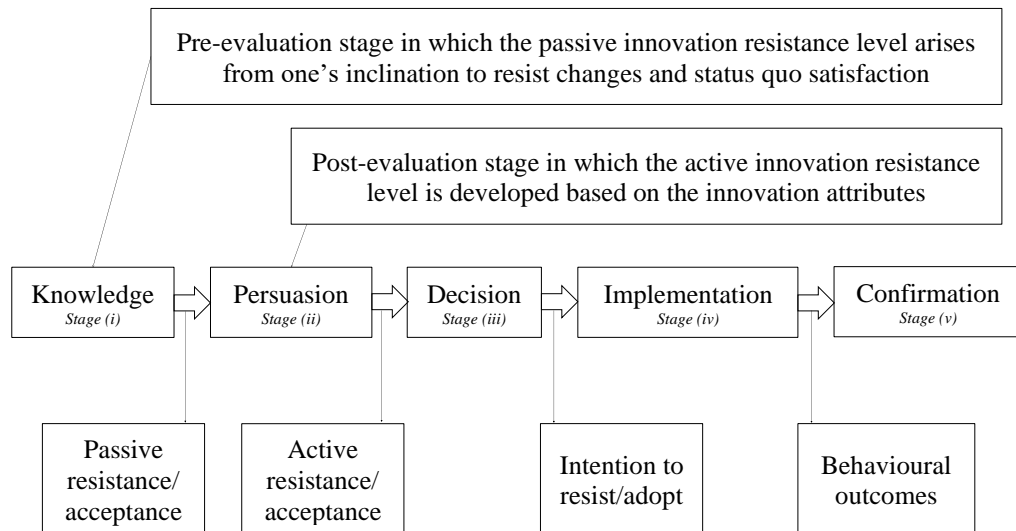 Pre-evaluation stage in which the passive innovation resistance level arises
from one's inclination to resist changes and status quo satisfaction
Post-evaluation stage in which the active innovation resistance
level is developed based on the innovation attributes
Knowledge
Stage (i)
Persuasion
Stage (ii)
Decision
Stage (iii)
Implementation
Stage (iv)
Confirmation
Stage (v)
Passive
resistance/
acceptance
Active
resistance/
acceptance
Intention to
resist/adopt
Behavioural
outcomes